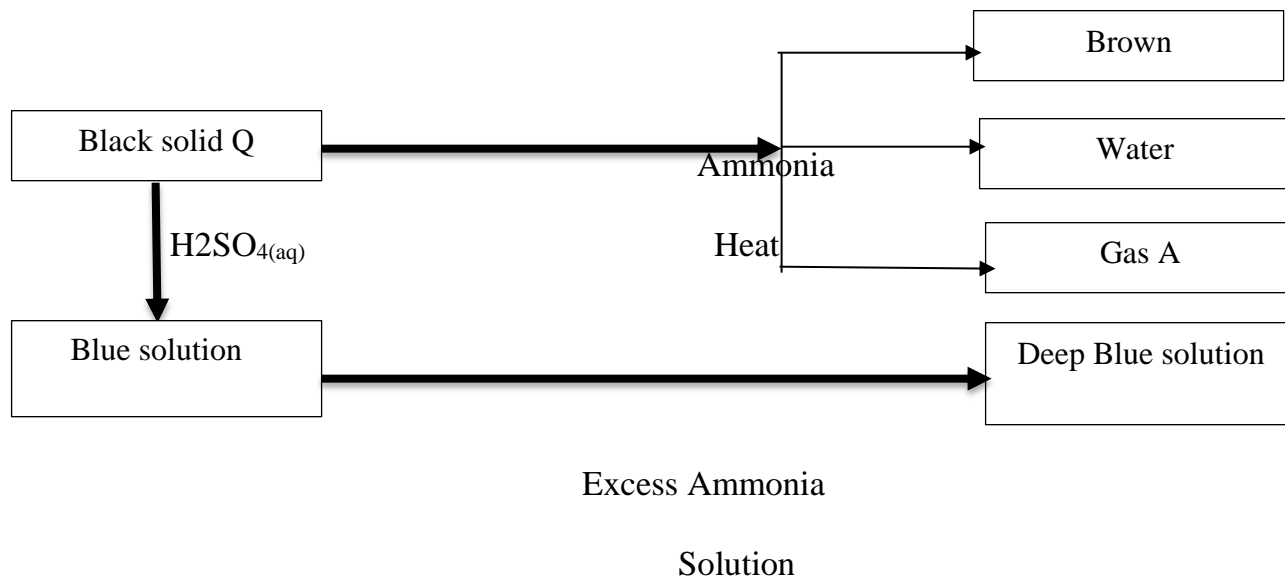 Brown
Black solid Q
Water
Ammonia
H2SO₄₍ₐq₎
Heat
Gas A
Blue solution
Deep Blue solution
Excess Ammonia
Solution